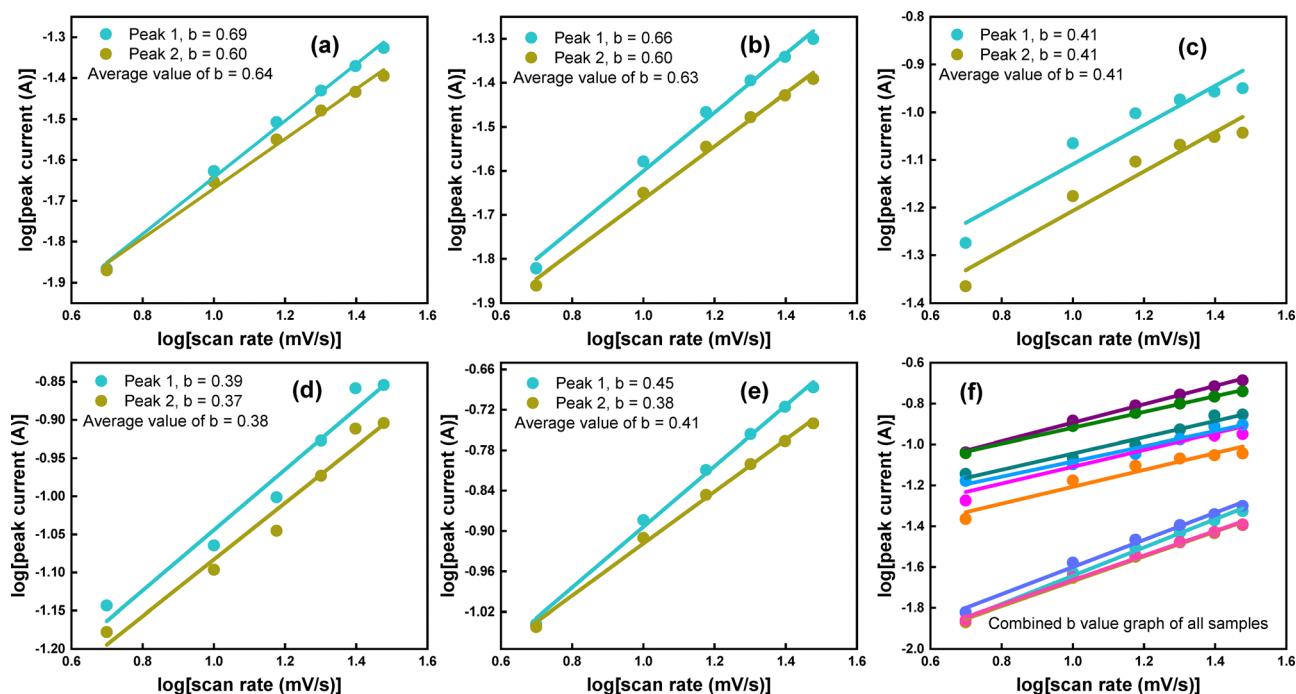 (a)
Peak 1, b = 0.69
Peak 2, b = 0.60
Average value of b = 0.64
log[peak current (A)]
-1.3
-1.4
-1.5
-1.6
-1.7
-1.8
-1.9
0.6 0.8 1.0 1.2 1.4 1.6
log[scan rate (mV/s)]
(b)
Peak 1, b = 0.66
Peak 2, b = 0.60
Average value of b = 0.63
log[peak current (A)]
-1.3
-1.4
-1.5
-1.6
-1.7
-1.8
-1.9
0.6 0.8 1.0 1.2 1.4 1.6
log[scan rate (mV/s)]
(c)
Peak 1, b = 0.41
Peak 2, b = 0.41
Average value of b = 0.41
log[peak current (A)]
-0.8
-0.9
-1.0
-1.1
-1.2
-1.3
-1.4
0.6 0.8 1.0 1.2 1.4 1.6
log[scan rate (mV/s)]
(d)
Peak 1, b = 0.39
Peak 2, b = 0.37
Average value of b = 0.38
log[peak current (A)]
-0.85
-0.90
-0.95
-1.00
-1.05
-1.10
-1.15
-1.20
0.6 0.8 1.0 1.2 1.4 1.6
log[scan rate (mV/s)]
(e)
Peak 1, b = 0.45
Peak 2, b = 0.38
Average value of b = 0.41
log[peak current (A)]
-0.66
-0.72
-0.78
-0.84
-0.90
-0.96
-1.02
0.6 0.8 1.0 1.2 1.4 1.6
log[scan rate (mV/s)]
(f)
log[peak current (A)]
-0.6
-0.8
-1.0
-1.2
-1.4
-1.6
-1.8
-2.0
Combined b value graph of all samples
0.6 0.8 1.0 1.2 1.4 1.6
log[scan rate (mV/s)]